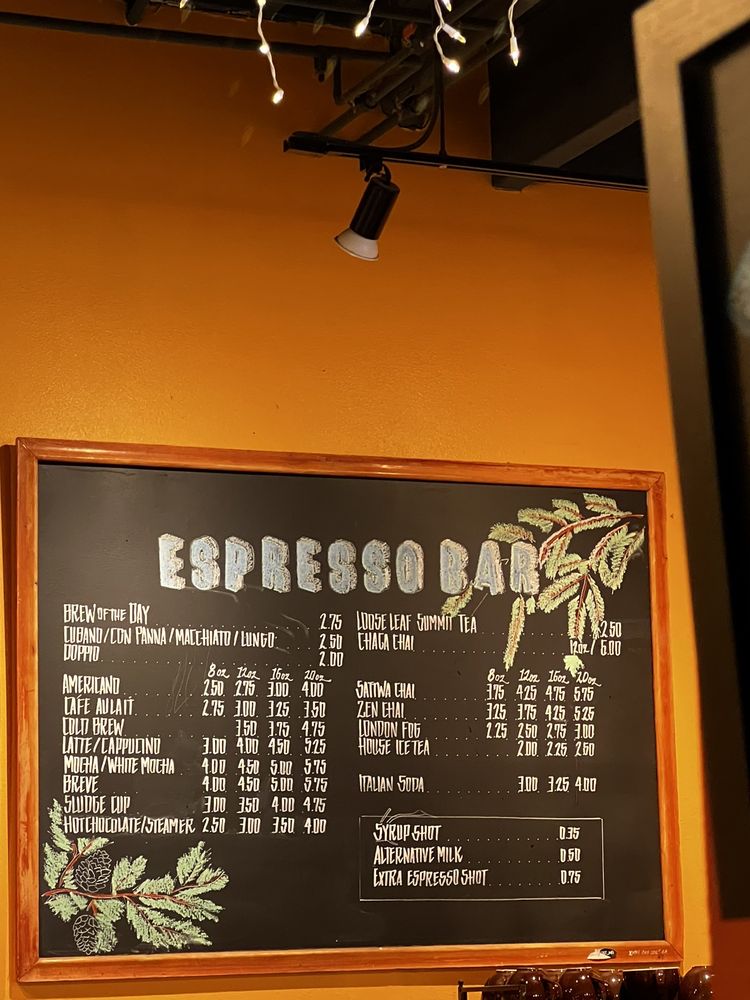 ESPRESSO BAR
BREW OF THE DAY 2.75
CUBANO/CON PANNA/MACCHIATO/LUNGO 2.50
DOPPIO 2.00
8oz 12oz 16oz 20oz
AMERICANO 2.50 2.75 3.00 4.00
CAFE AU LAIT 2.75 3.00 3.25 3.50
COLD BREW 3.50 3.75 4.75
LATTE/CAPPUCINO 3.00 4.00 4.50 5.25
MOCHA/WHITE MOCHA 4.00 4.50 5.00 5.75
BREVE 4.00 4.50 5.00 5.75
SLUDGE CUP 3.00 3.50 4.00 4.75
HOT CHOCOLATE/STEAMER 2.50 3.00 3.50 4.00
LOOSE LEAF SUMMIT TEA 2.50
CHAGA CHAI 12oz / 5.00
8oz 12oz 16oz 20oz
SATTWA CHAI 3.75 4.25 4.75 5.75
ZEN CHAI 3.25 3.75 4.25 5.25
LONDON FOG 2.25 2.50 2.75 3.00
HOUSE ICE TEA 2.00 2.25 2.50
ITALIAN SODA 3.00 3.25 4.00
SYRUP SHOT 0.35
ALTERNATIVE MILK 0.50
EXTRA ESPRESSO SHOT 0.75